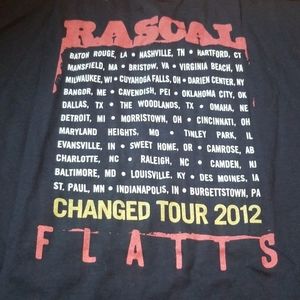 RASCAL
BATON ROUGE, LA • NASHVILLE, TN • HARTFORD, CT
MANSFIELD, MA • BRISTOW, VA • VIRGINIA BEACH, VA
MILWAUKEE, WI • CUYAHOGA FALLS, OH • DARIEN CENTER, NY
BANGOR, ME • CAVENDISH, PEI • OKLAHOMA CITY, OK
DALLAS, TX • THE WOODLANDS, TX • OMAHA, NE
DETROIT, MI • MORRISTOWN, OH • CINCINNATI, OH
MARYLAND HEIGHTS, MO • TINLEY PARK, IL
EVANSVILLE, IN • SWEET HOME, OR • CAMROSE, AB
CHARLOTTE, NC • RALEIGH, NC • CAMDEN, NJ
BALTIMORE, MD • LOUISVILLE, KY • DES MOINES, IA
ST. PAUL, MN • INDIANAPOLIS, IN • BURGETTSTOWN, PA
CHANGED TOUR 2012
FLATTS